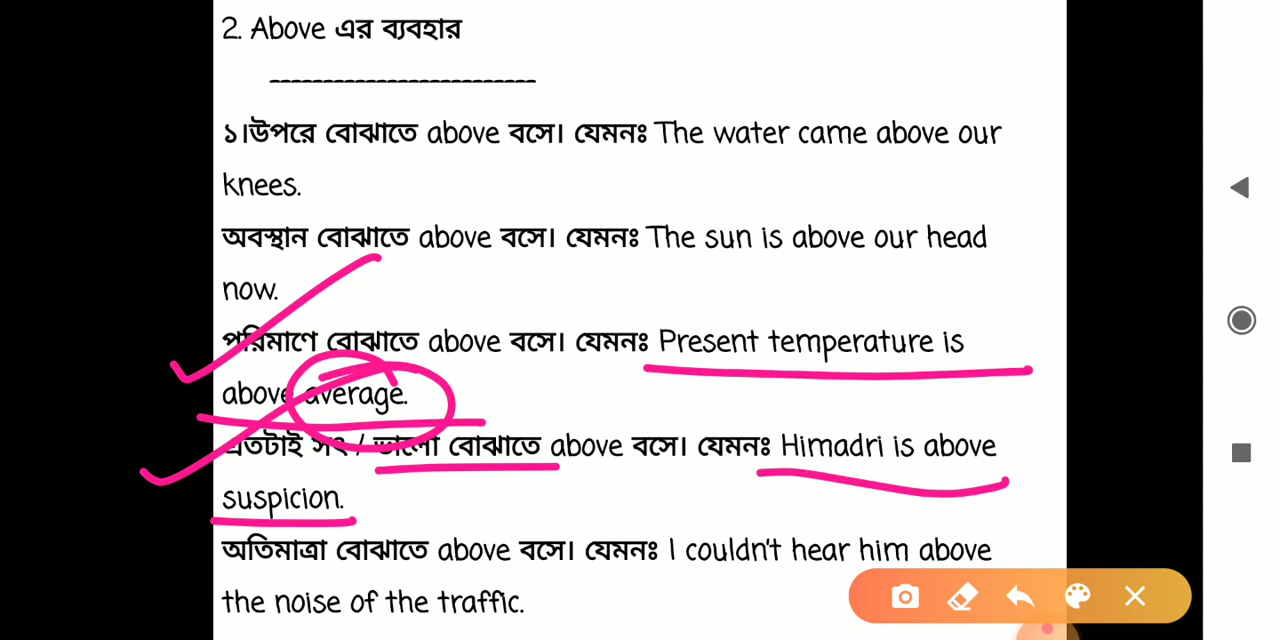 2. Above এর ব্যবহার
-------------------------
১।উপরে বোঝাতে above বসে। যেমনঃ The water came above our
knees.
অবস্থান বোঝাতে above বসে। যেমনঃ The sun is above our head
now.
পরিমাণে বোঝাতে above বসে। যেমনঃ Present temperature is
above average.
এতটাই সৎ / ভালো বোঝাতে above বসে। যেমনঃ Himadri is above
suspicion.
অতিমাত্রা বোঝাতে above বসে। যেমনঃ I couldn't hear him above
the noise of the traffic.